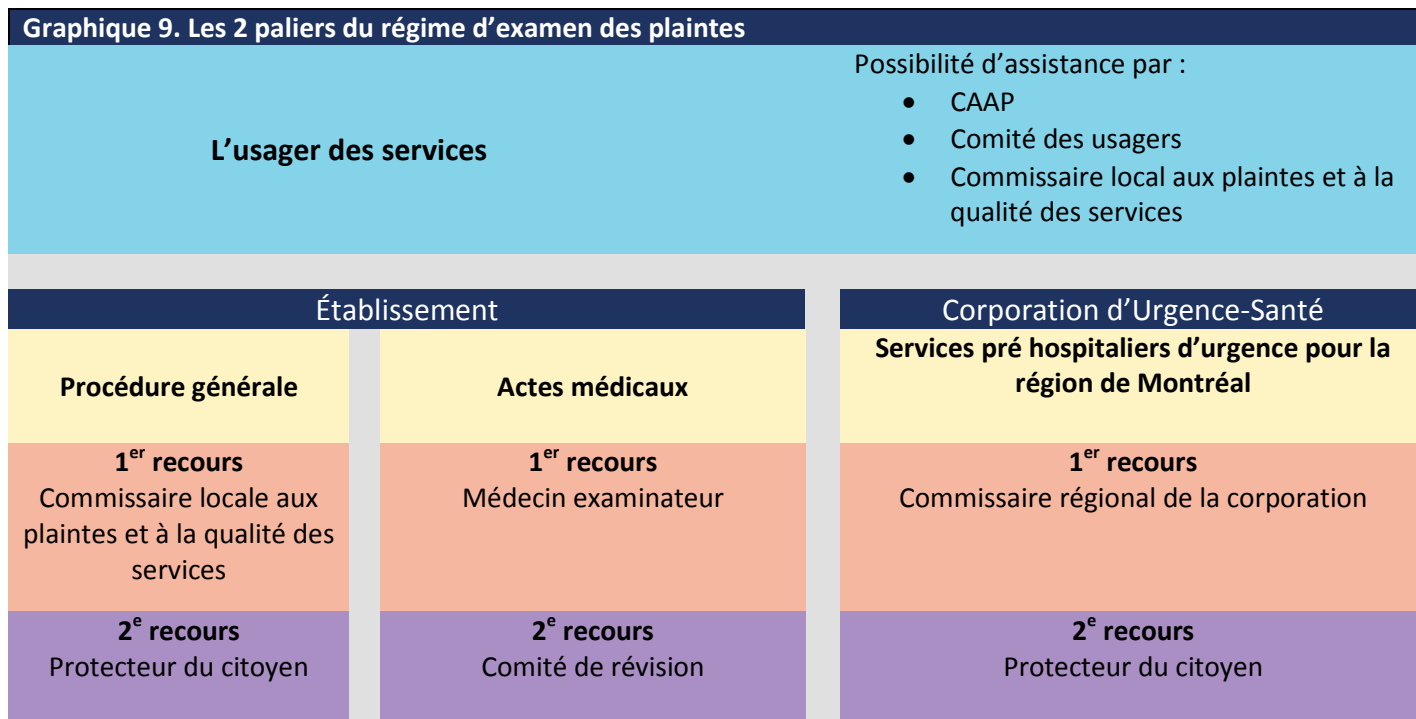 Graphique 9. Les 2 paliers du régime d’examen des plaintes
L’usager des services
Possibilité d’assistance par :
• CAAP
• Comité des usagers
• Commissaire local aux plaintes et à la
qualité des services
Établissement
Procédure générale
1er recours
Commissaire locale aux
plaintes et à la qualité des
services
2e recours
Protecteur du citoyen
Actes médicaux
1er recours
Médecin examinateur
2e recours
Comité de révision
Corporation d’Urgence-Santé
Services pré hospitaliers d’urgence pour la
région de Montréal
1er recours
Commissaire régional de la corporation
2e recours
Protecteur du citoyen